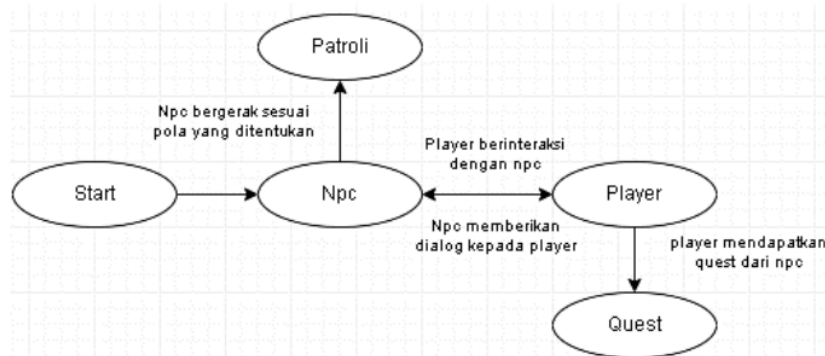 Patroli
Npc bergerak sesuai
pola yang ditentukan
Player berinteraksi
dengan npc
Start
Npc
Player
Npc memberikan
dialog kepada player
player mendapatkan
quest dari npc
Quest